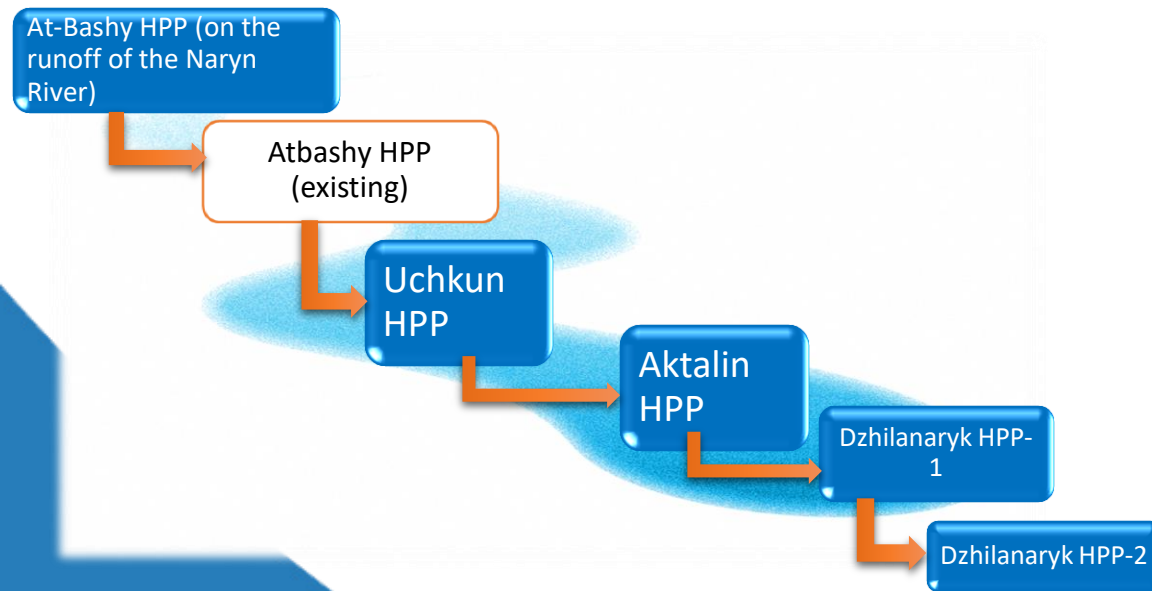 At-Bashy HPP (on the
runoff of the Naryn
River)
Atbashy HPP
(existing)
Uchkun
HPP
Aktalin
HPP
Dzhilanaryk HPP-
1
Dzhilanaryk HPP-2